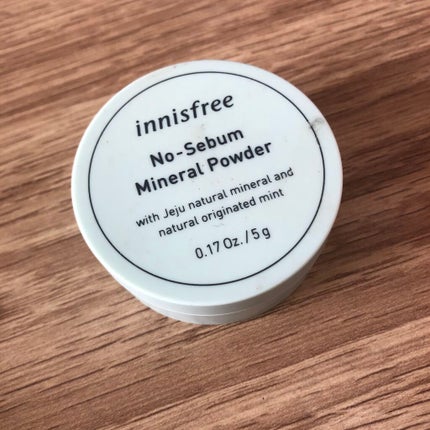 innisfree
No-Sebum
Mineral Powder
with Jeju natural mineral and
natural originated mint
0.17 Oz. / 5 g